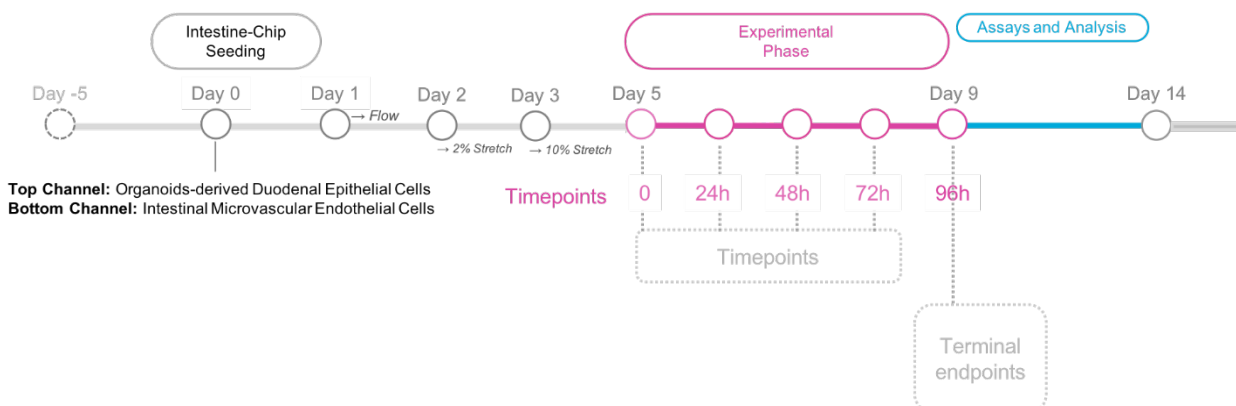 Intestine-Chip
Seeding
Experimental
Phase
Assays and Analysis
Day -5
Day 0
Day 1
Day 2
Day 3
Day 5
Day 9
Day 14
→ Flow
→ 2% Stretch
→ 10% Stretch
Top Channel: Organoids-derived Duodenal Epithelial Cells
Bottom Channel: Intestinal Microvascular Endothelial Cells
Timepoints
0
24h
48h
72h
96h
Timepoints
Terminal
endpoints